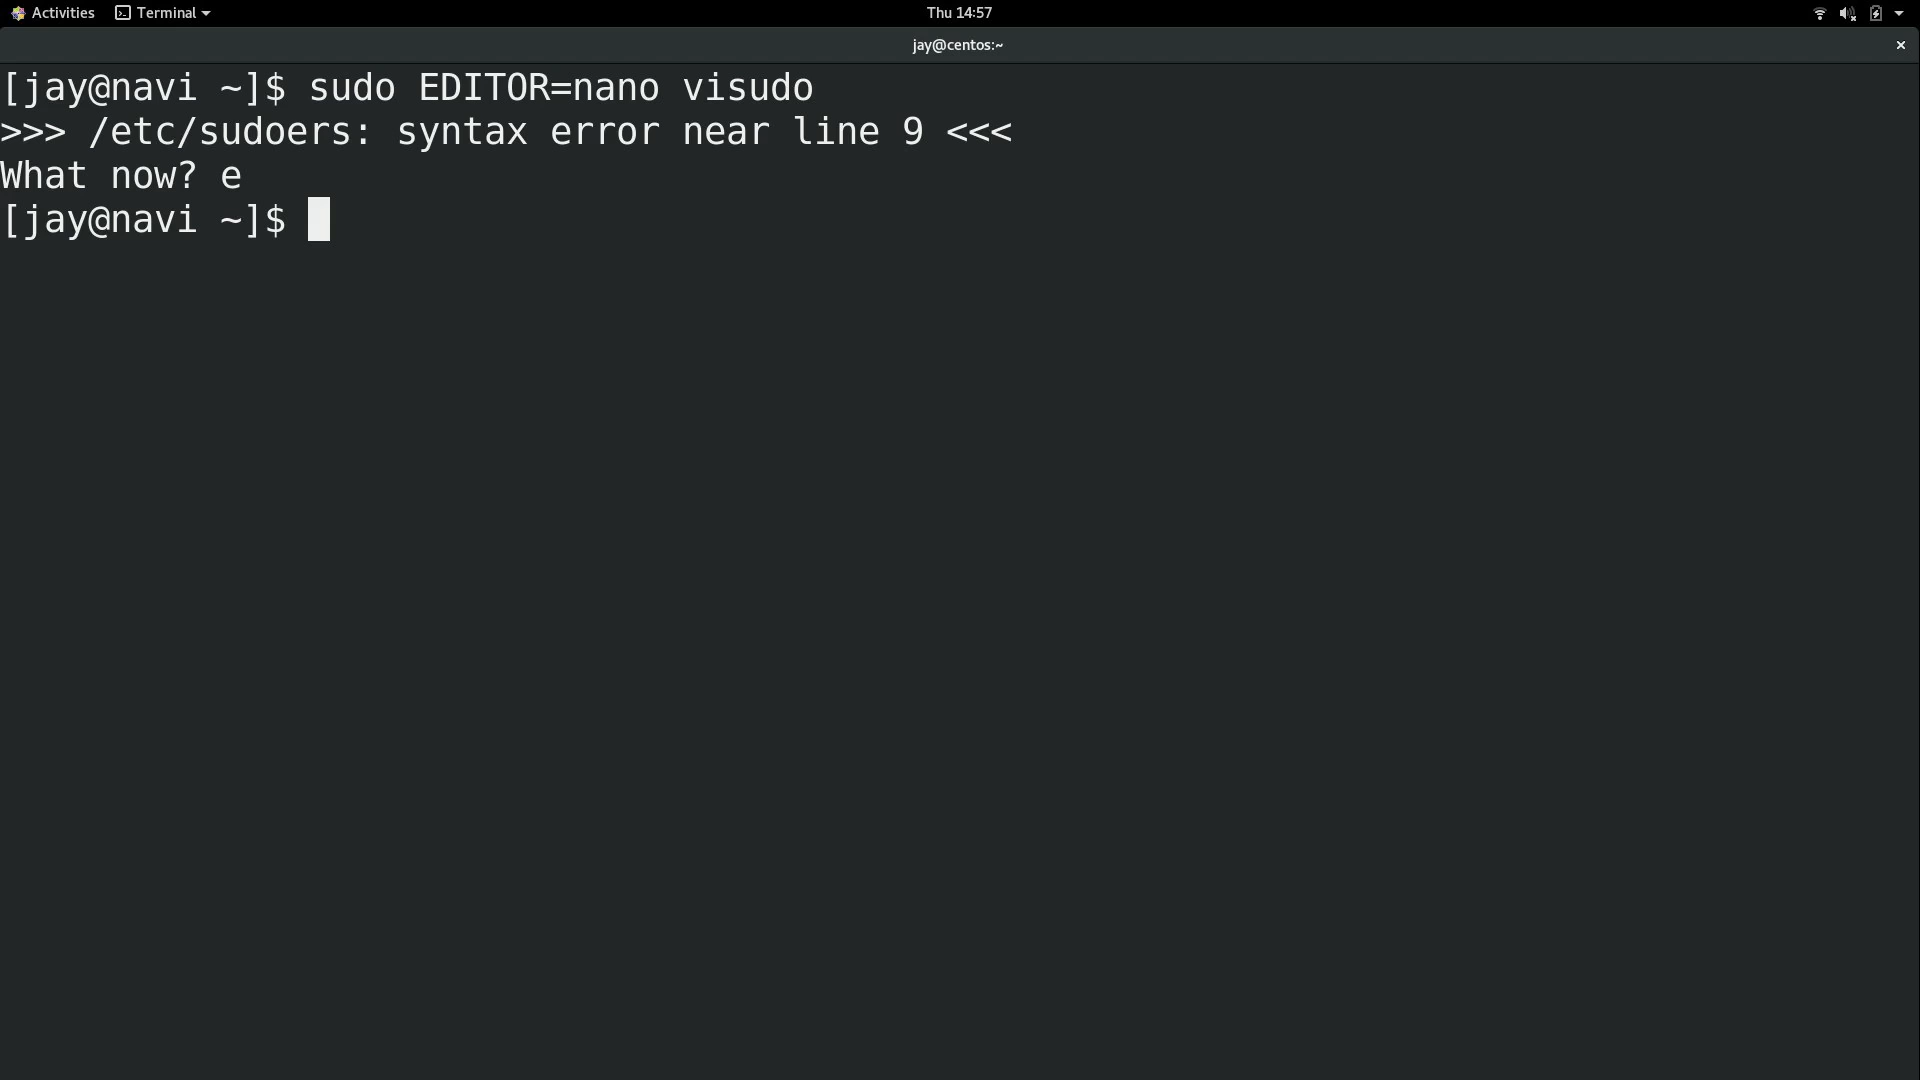 Activities Terminal Thu 14:57
jay@centos:~
[jay@navi ~]$ sudo EDITOR=nano visudo
>>> /etc/sudoers: syntax error near line 9 <<<
What now? e
[jay@navi ~]$